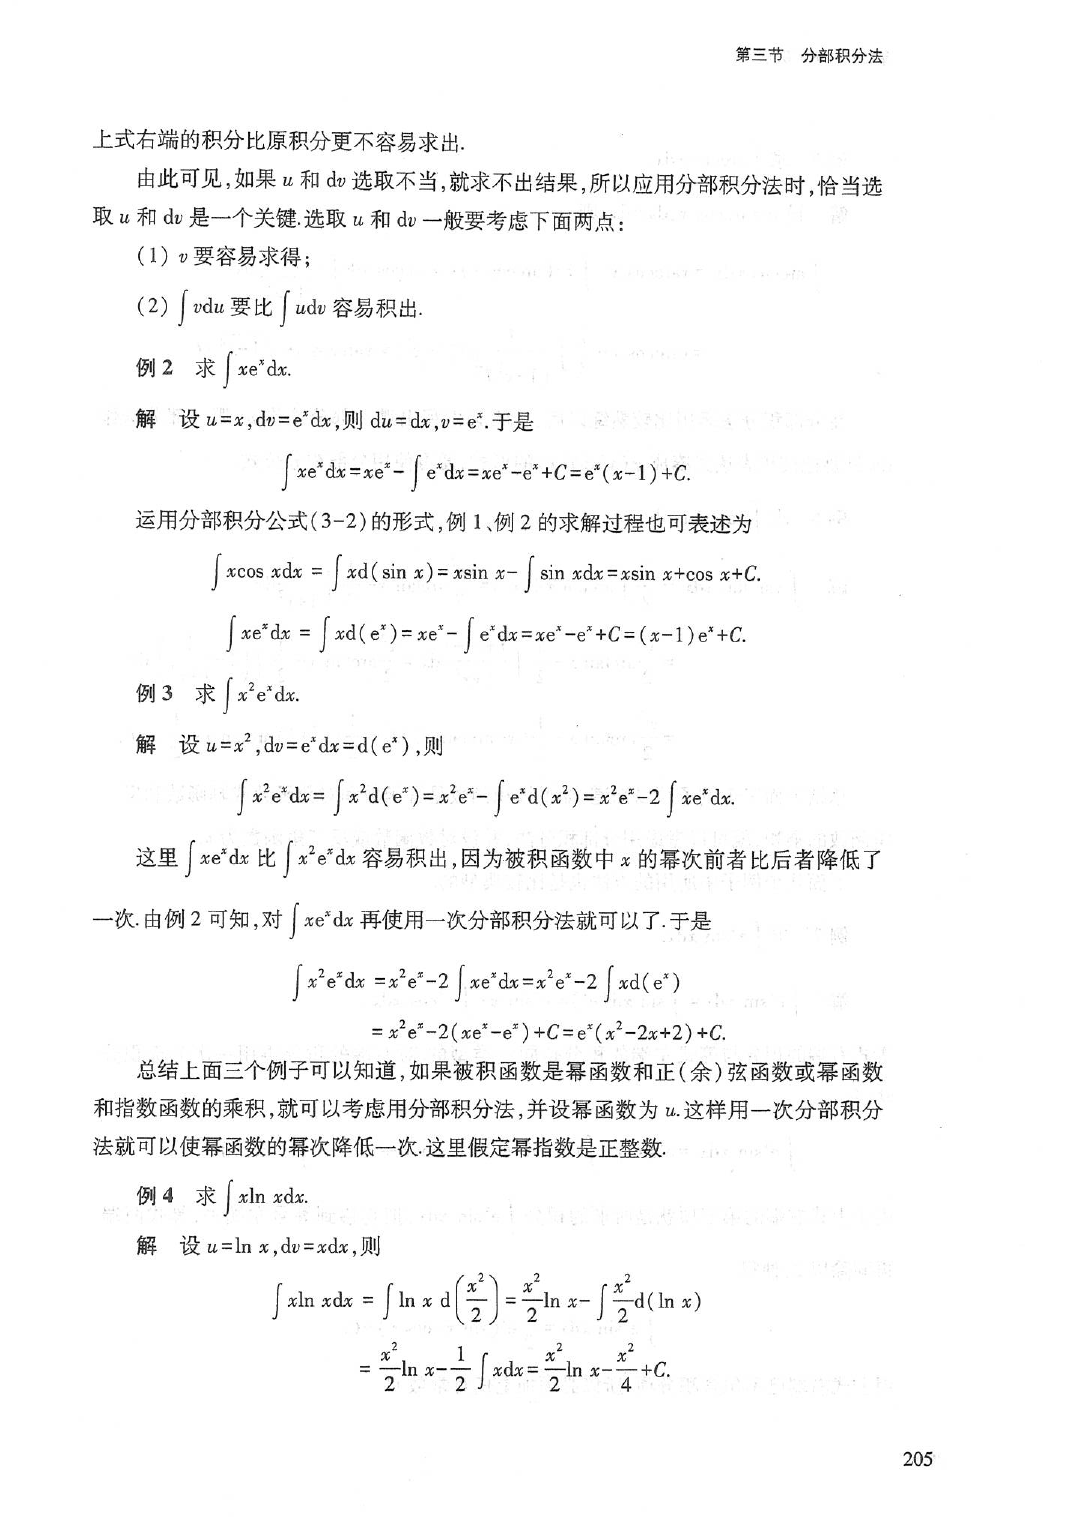 第三节 分部积分法
上式右端的积分比原积分更不容易求出.
由此可见,如果 u 和 dv 选取不当,就求不出结果,所以应用分部积分法时,恰当选
取 u 和 dv 是一个关键.选取 u 和 dv 一般要考虑下面两点:
(1) v 要容易求得;
(2) ∫vdu 要比 ∫udv 容易积出.
例 2 求 ∫xeˣdx.
解 设 u=x,dv=eˣdx,则 du=dx,v=eˣ.于是
∫xeˣdx=xeˣ-∫eˣdx=xeˣ-eˣ+C=eˣ(x-1)+C.
运用分部积分公式(3-2)的形式,例 1、例 2 的求解过程也可表述为
∫xcos xdx = ∫xd(sin x)=xsin x-∫sin xdx=xsin x+cos x+C.
∫xeˣdx = ∫xd(eˣ)=xeˣ-∫eˣdx=xeˣ-eˣ+C=(x-1)eˣ+C.
例 3 求 ∫x²eˣdx.
解 设 u=x²,dv=eˣdx=d(eˣ),则
∫x²eˣdx=∫x²d(eˣ)=x²eˣ-∫eˣd(x²)=x²eˣ-2∫xeˣdx.
这里 ∫xeˣdx 比 ∫x²eˣdx 容易积出,因为被积函数中 x 的幂次前者比后者降低了
一次.由例 2 可知,对 ∫xeˣdx 再使用一次分部积分法就可以了.于是
∫x²eˣdx =x²eˣ-2∫xeˣdx=x²eˣ-2∫xd(eˣ)
=x²eˣ-2(xeˣ-eˣ)+C=eˣ(x²-2x+2)+C.
总结上面三个例子可以知道,如果被积函数是幂函数和正(余)弦函数或幂函数
和指数函数的乘积,就可以考虑用分部积分法,并设幂函数为 u.这样用一次分部积分
法就可以使幂函数的幂次降低一次.这里假定幂指数是正整数.
例 4 求 ∫xln xdx.
解 设 u=ln x,dv=xdx,则
∫xln xdx = ∫ln x d(x²/2) = x²/2 ln x-∫x²/2 d(ln x)
= x²/2 ln x-1/2 ∫xdx= x²/2 ln x- x²/4 +C.
205